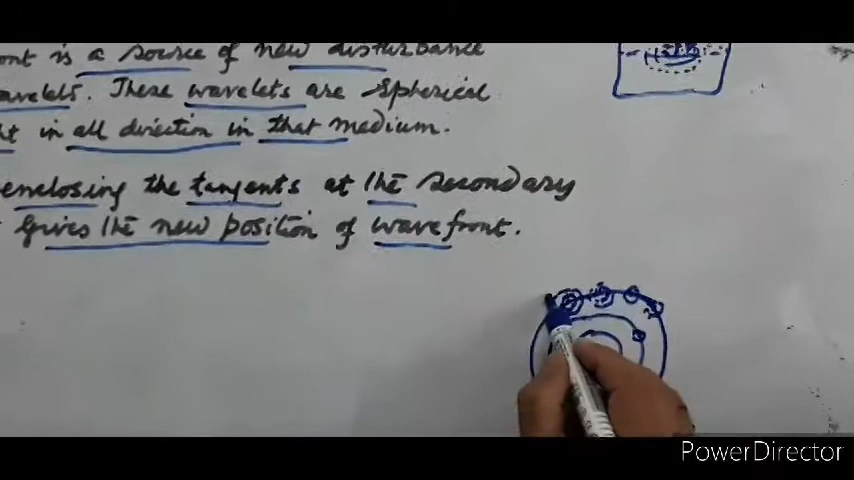 ont is a source of new disturbance
avelets. These wavelets are spherical
ht in all direction in that medium.
enclosing the tangents at the secondary
gives the new position of wavefront.
PowerDirector